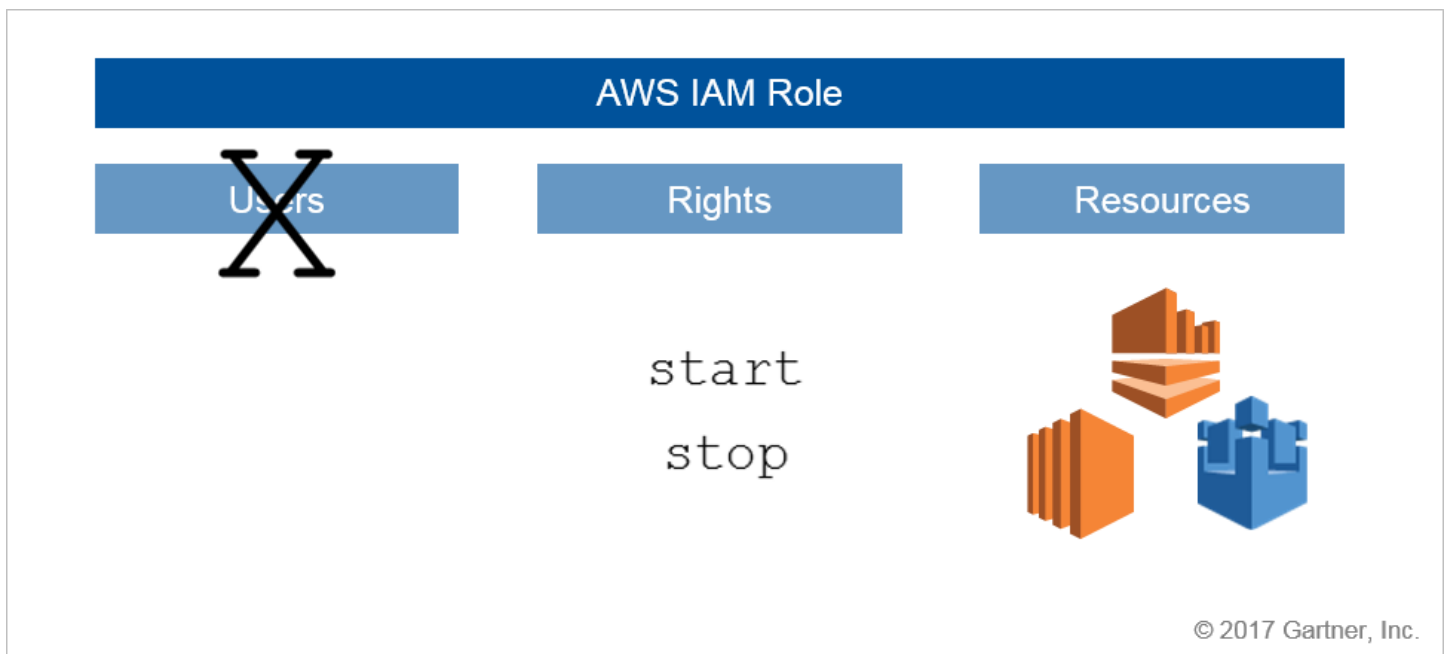 AWS IAM Role
Users
Rights
Resources
X
start
stop
© 2017 Gartner, Inc.